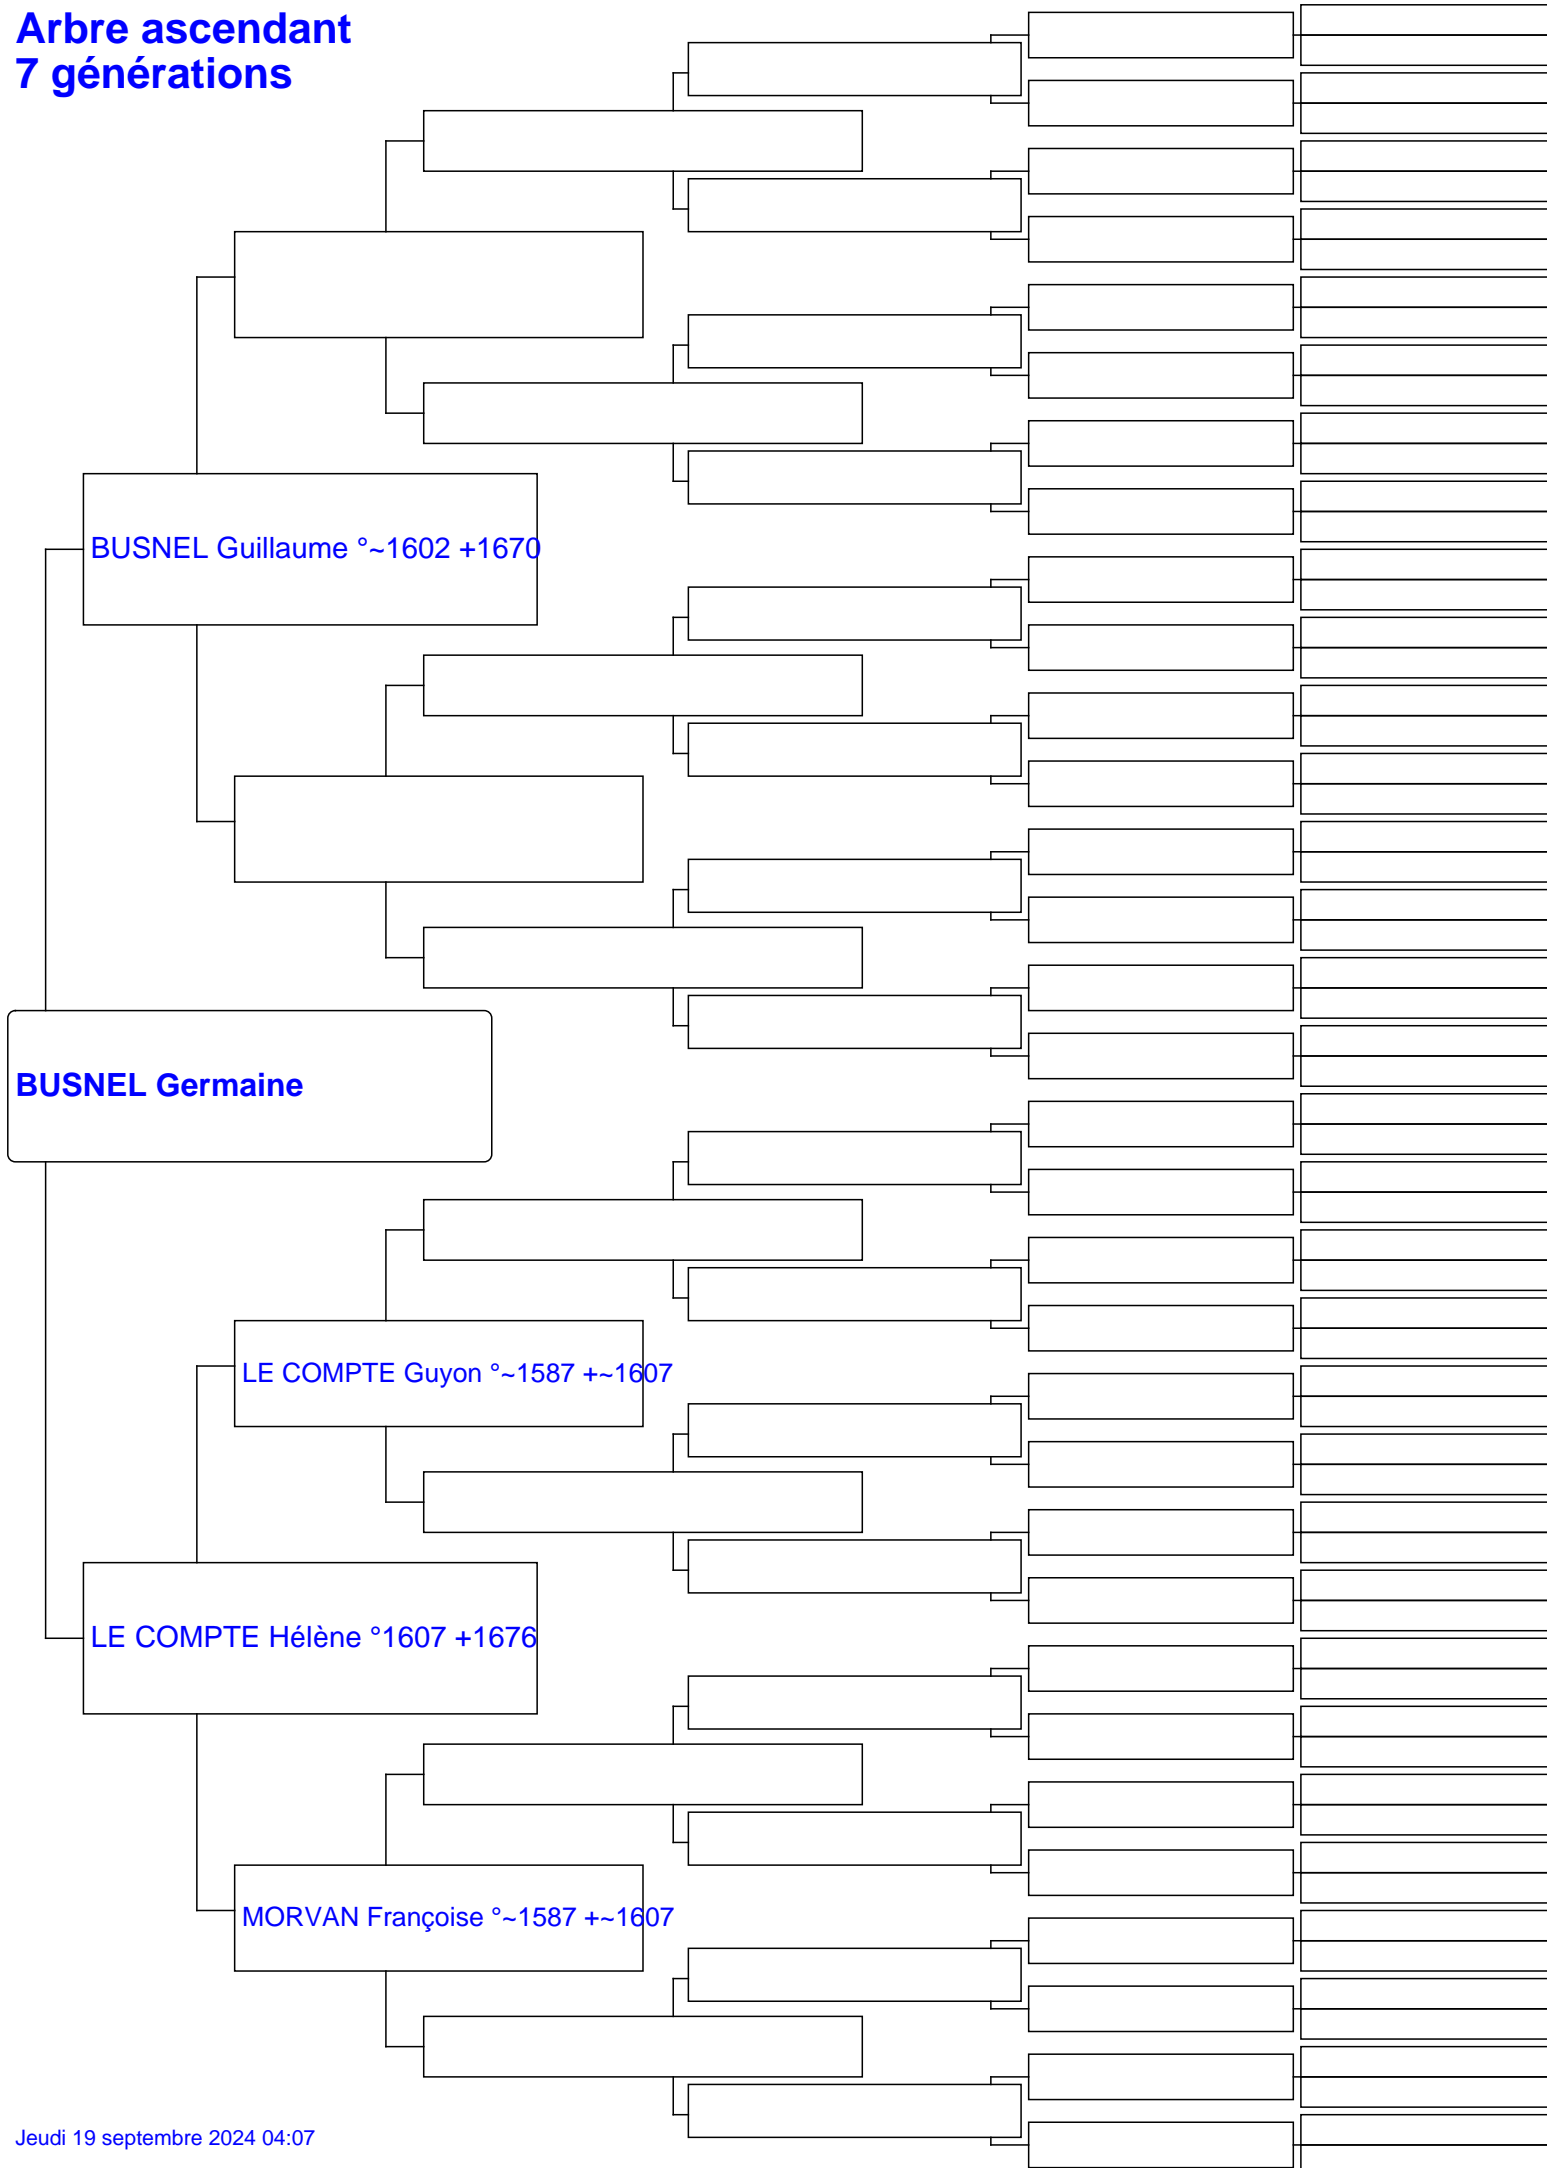 Arbre ascendant
7 générations
BUSNEL Guillaume °~1602 +1670
BUSNEL Germaine
LE COMPTE Guyon °~1587 +~1607
LE COMPTE Hélène °1607 +1676
MORVAN Françoise °~1587 +~1607
Jeudi 19 septembre 2024 04:07